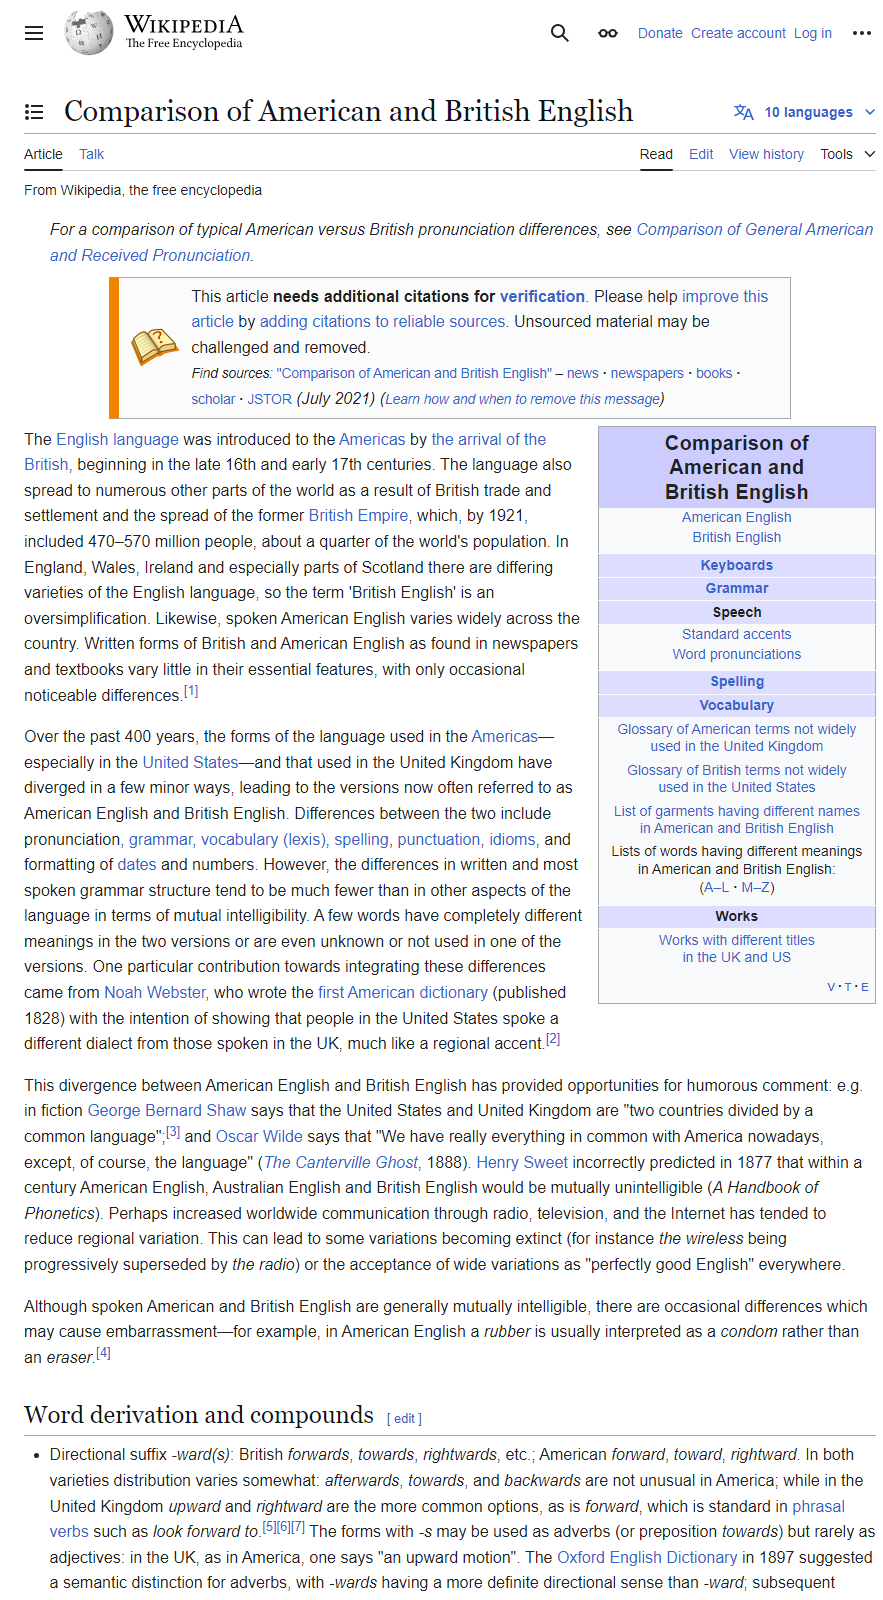 WIKIPEDIA
The Free Encyclopedia
Donate Create account Log in
Comparison of American and British English
10 languages
Article Talk
Read Edit View history Tools
From Wikipedia, the free encyclopedia
For a comparison of typical American versus British pronunciation differences, see Comparison of General American
and Received Pronunciation.
This article needs additional citations for verification. Please help improve this
article by adding citations to reliable sources. Unsourced material may be
challenged and removed.
Find sources: "Comparison of American and British English" – news · newspapers · books ·
scholar · JSTOR (July 2021) (Learn how and when to remove this message)
The English language was introduced to the Americas by the arrival of the
British, beginning in the late 16th and early 17th centuries. The language also
spread to numerous other parts of the world as a result of British trade and
settlement and the spread of the former British Empire, which, by 1921,
included 470–570 million people, about a quarter of the world's population. In
England, Wales, Ireland and especially parts of Scotland there are differing
varieties of the English language, so the term 'British English' is an
oversimplification. Likewise, spoken American English varies widely across the
country. Written forms of British and American English as found in newspapers
and textbooks vary little in their essential features, with only occasional
noticeable differences.[1]
Over the past 400 years, the forms of the language used in the Americas—
especially in the United States—and that used in the United Kingdom have
diverged in a few minor ways, leading to the versions now often referred to as
American English and British English. Differences between the two include
pronunciation, grammar, vocabulary (lexis), spelling, punctuation, idioms, and
formatting of dates and numbers. However, the differences in written and most
spoken grammar structure tend to be much fewer than in other aspects of the
language in terms of mutual intelligibility. A few words have completely different
meanings in the two versions or are even unknown or not used in one of the
versions. One particular contribution towards integrating these differences
came from Noah Webster, who wrote the first American dictionary (published
1828) with the intention of showing that people in the United States spoke a
different dialect from those spoken in the UK, much like a regional accent.[2]
Comparison of
American and
British English
American English
British English
Keyboards
Grammar
Speech
Standard accents
Word pronunciations
Spelling
Vocabulary
Glossary of American terms not widely
used in the United Kingdom
Glossary of British terms not widely
used in the United States
List of garments having different names
in American and British English
Lists of words having different meanings
in American and British English:
(A–L · M–Z)
Works
Works with different titles
in the UK and US
V · T · E
This divergence between American English and British English has provided opportunities for humorous comment: e.g.
in fiction George Bernard Shaw says that the United States and United Kingdom are "two countries divided by a
common language";[3] and Oscar Wilde says that "We have really everything in common with America nowadays,
except, of course, the language" (The Canterville Ghost, 1888). Henry Sweet incorrectly predicted in 1877 that within a
century American English, Australian English and British English would be mutually unintelligible (A Handbook of
Phonetics). Perhaps increased worldwide communication through radio, television, and the Internet has tended to
reduce regional variation. This can lead to some variations becoming extinct (for instance the wireless being
progressively superseded by the radio) or the acceptance of wide variations as "perfectly good English" everywhere.
Although spoken American and British English are generally mutually intelligible, there are occasional differences which
may cause embarrassment—for example, in American English a rubber is usually interpreted as a condom rather than
an eraser.[4]
Word derivation and compounds [ edit ]
• Directional suffix -ward(s): British forwards, towards, rightwards, etc.; American forward, toward, rightward. In both
varieties distribution varies somewhat: afterwards, towards, and backwards are not unusual in America; while in the
United Kingdom upward and rightward are the more common options, as is forward, which is standard in phrasal
verbs such as look forward to.[5][6][7] The forms with -s may be used as adverbs (or preposition towards) but rarely as
adjectives: in the UK, as in America, one says "an upward motion". The Oxford English Dictionary in 1897 suggested
a semantic distinction for adverbs, with -wards having a more definite directional sense than -ward; subsequent